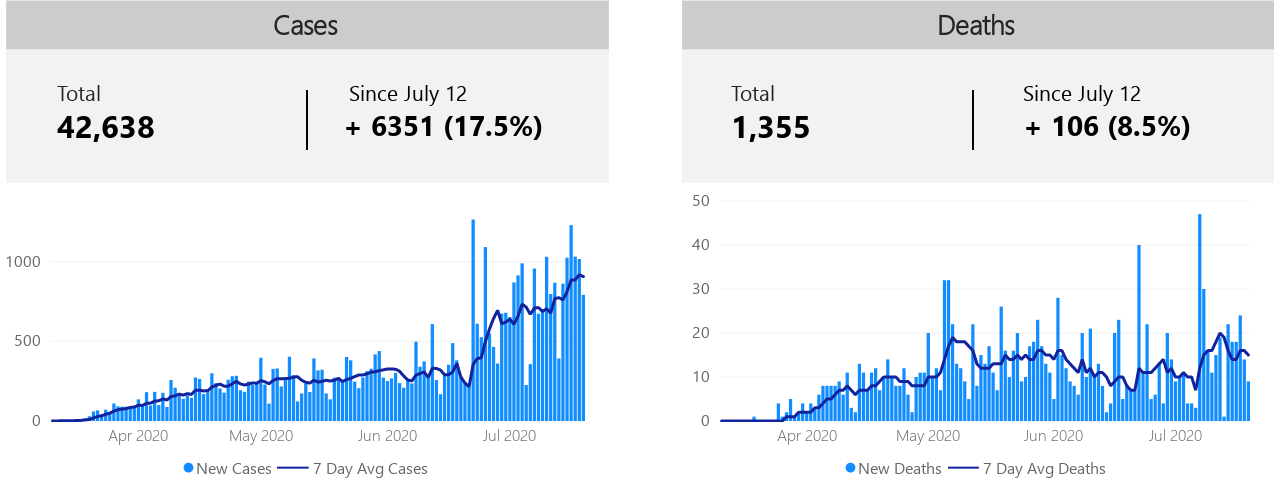 Cases
Total
Since July 12
42,638
+ 6351 (17.5%)
1000
500
0
Apr 2020 May 2020 Jun 2020 Jul 2020
New Cases 7 Day Avg Cases
Deaths
Total
Since July 12
1,355
+ 106 (8.5%)
50
40
30
20
10
0
Apr 2020 May 2020 Jun 2020 Jul 2020
New Deaths 7 Day Avg Deaths